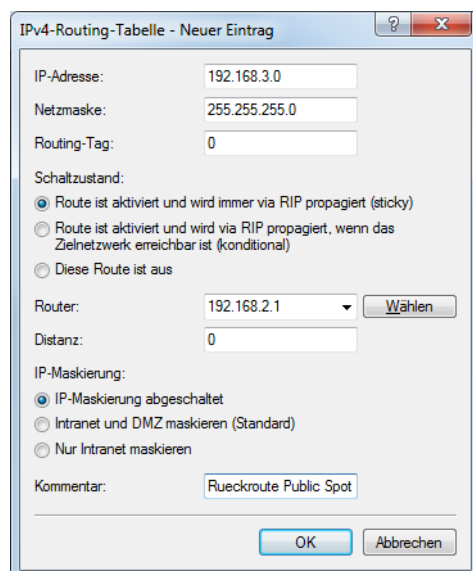 IPv4-Routing-Tabelle - Neuer Eintrag
IP-Adresse: 192.168.3.0
Netzmaske: 255.255.255.0
Routing-Tag: 0
Schaltzustand:
Route ist aktiviert und wird immer via RIP propagiert (sticky)
Route ist aktiviert und wird via RIP propagiert, wenn das
Zielnetzwerk erreichbar ist (konditional)
Diese Route ist aus
Router: 192.168.2.1 Wählen
Distanz: 0
IP-Maskierung:
IP-Maskierung abgeschaltet
Intranet und DMZ maskieren (Standard)
Nur Intranet maskieren
Kommentar: Rueckroute Public Spot
OK Abbrechen